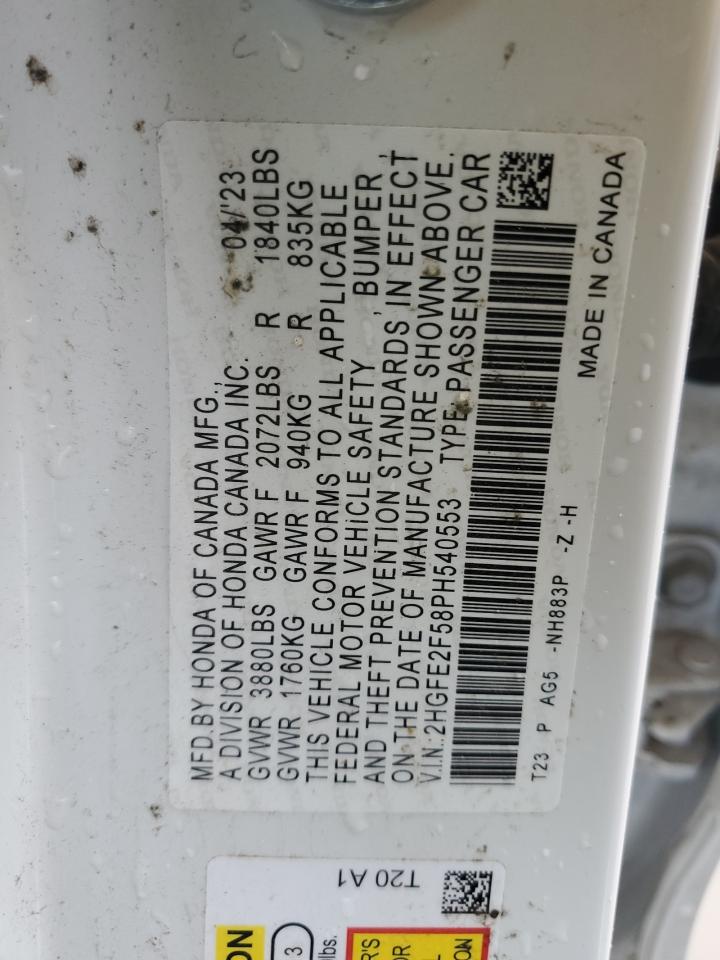 MFD.BY HONDA OF CANADA MFG., 04/'23
A DIVISION OF HONDA CANADA INC.
GVWR 3880LBS GAWR F 2072LBS R 1840LBS
GVWR 1760KG GAWR F 940KG R 835KG
THIS VEHICLE CONFORMS TO ALL APPLICABLE
FEDERAL MOTOR VEHICLE SAFETY, BUMPER,
AND THEFT PREVENTION STANDARDS IN EFFECT
ON THE DATE OF MANUFACTURE SHOWN ABOVE.
V.I.N.:2HGFE2F58PH540553 TYPE:PASSENGER CAR
T23 P AG5 -NH883P -Z -H
MADE IN CANADA
T20 A1
ON
3
lbs.